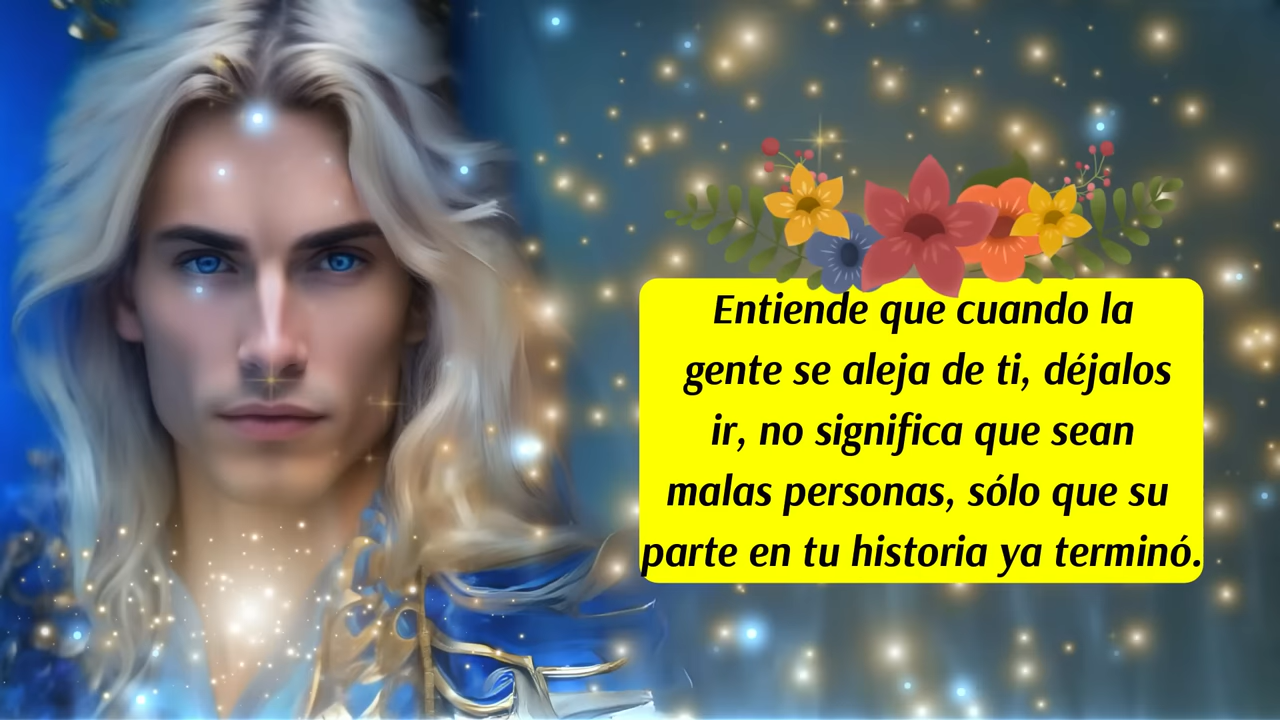 Entiende que cuando la
gente se aleja de ti, déjalos
ir, no significa que sean
malas personas, sólo que su
parte en tu historia ya terminó.